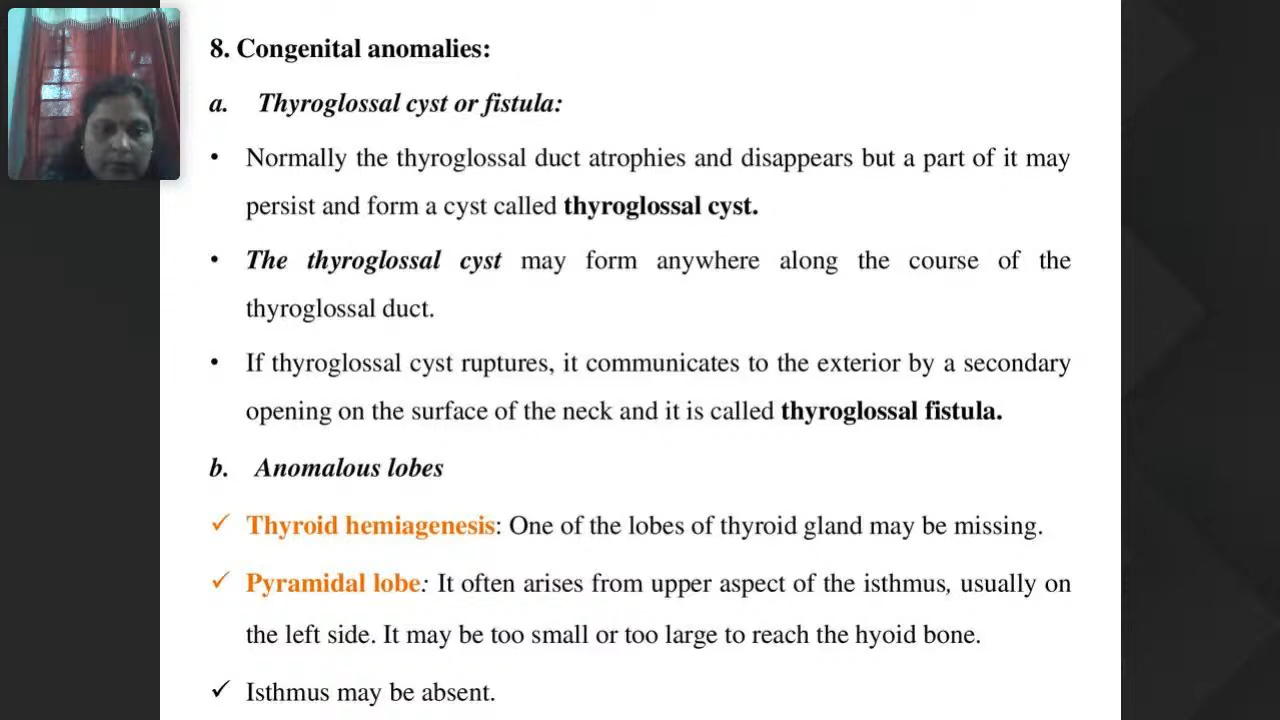 8. Congenital anomalies:
a. Thyroglossal cyst or fistula:
• Normally the thyroglossal duct atrophies and disappears but a part of it may
persist and form a cyst called thyroglossal cyst.
• The thyroglossal cyst may form anywhere along the course of the
thyroglossal duct.
• If thyroglossal cyst ruptures, it communicates to the exterior by a secondary
opening on the surface of the neck and it is called thyroglossal fistula.
b. Anomalous lobes
✓ Thyroid hemiagenesis: One of the lobes of thyroid gland may be missing.
✓ Pyramidal lobe: It often arises from upper aspect of the isthmus, usually on
the left side. It may be too small or too large to reach the hyoid bone.
✓ Isthmus may be absent.